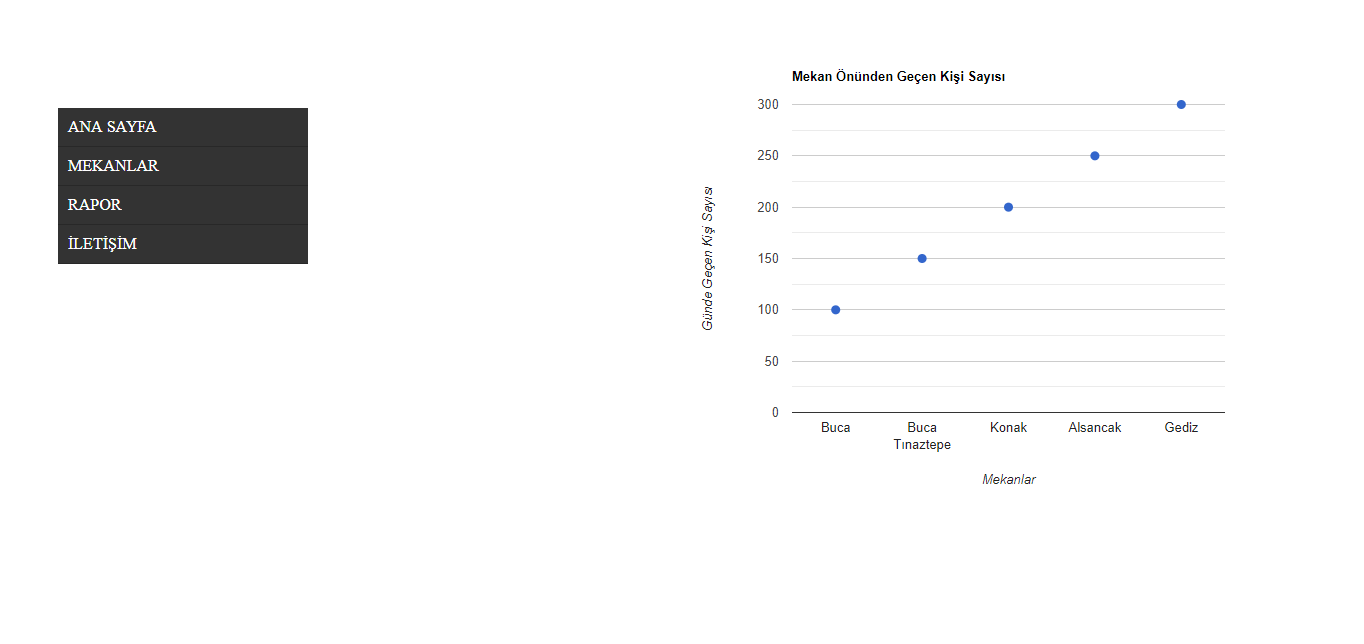 ANA SAYFA
MEKANLAR
RAPOR
İLETİŞİM
Mekan Önünden Geçen Kişi Sayısı
Günde Geçen Kişi Sayısı
300
250
200
150
100
50
0
Buca
Buca
Tınaztepe
Konak
Alsancak
Gediz
Mekanlar